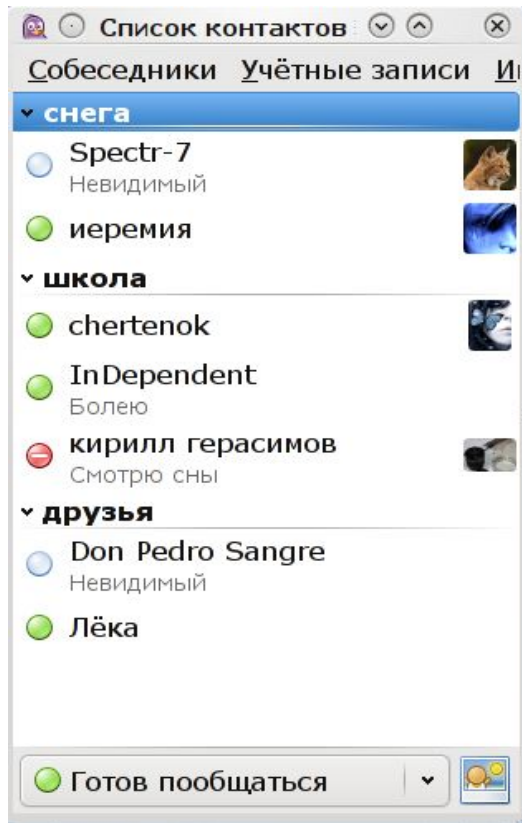 Список контактов
Собеседники Учётные записи
снега
Spectr-7
Невидимый
иеремия
школа
chertenok
InDependent
Болею
кирилл герасимов
Смотрю сны
друзья
Don Pedro Sangre
Невидимый
Лёка
Готов пообщаться